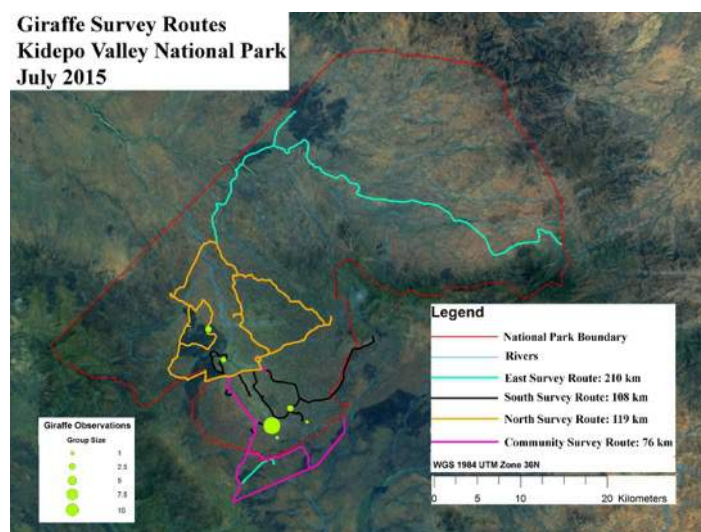 Giraffe Survey Routes
Kidepo Valley National Park
July 2015
Legend
National Park Boundary
Rivers
East Survey Route: 210 km
South Survey Route: 108 km
North Survey Route: 119 km
Community Survey Route: 76 km
WGS 1984 UTM Zone 36N
0 5 10 20 Kilometers
Giraffe Observations
Group Size
1
2.5
5
7.5
10